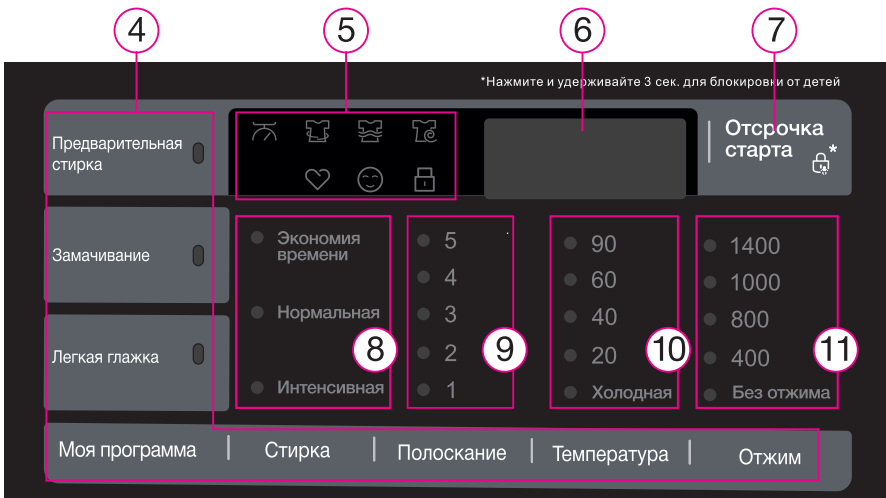 4 5 6 7
*Нажмите и удерживайте 3 сек. для блокировки от детей
Предварительная
стирка
Отсрочка
старта *
Замачивание
Легкая глажка
Экономия
времени
Нормальная
Интенсивная
8
5
4
3
2
1
9
90
60
40
20
Холодная
10
1400
1000
800
400
Без отжима
11
Моя программа | Стирка | Полоскание | Температура | Отжим